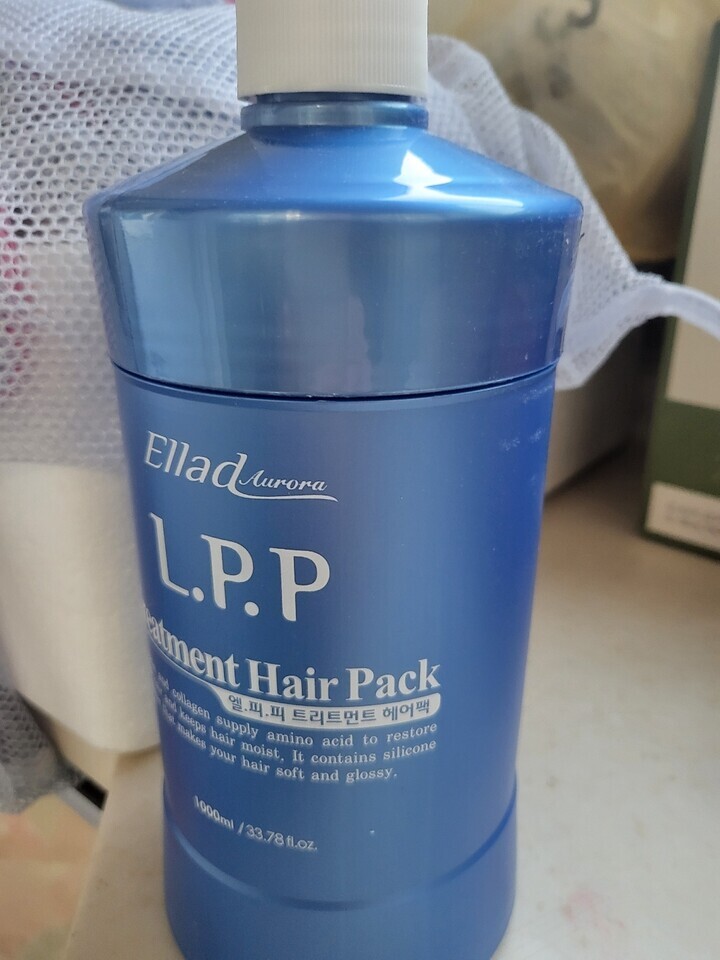 Ellad Aurora
L.P.P
Hair Pack
엘.피.피 트리트먼트 헤어팩
and collagen supply amino acid to restore
and keeps hair moist. It contains silicone
that makes your hair soft and glossy.
1000ml / 33.78 fl.oz.